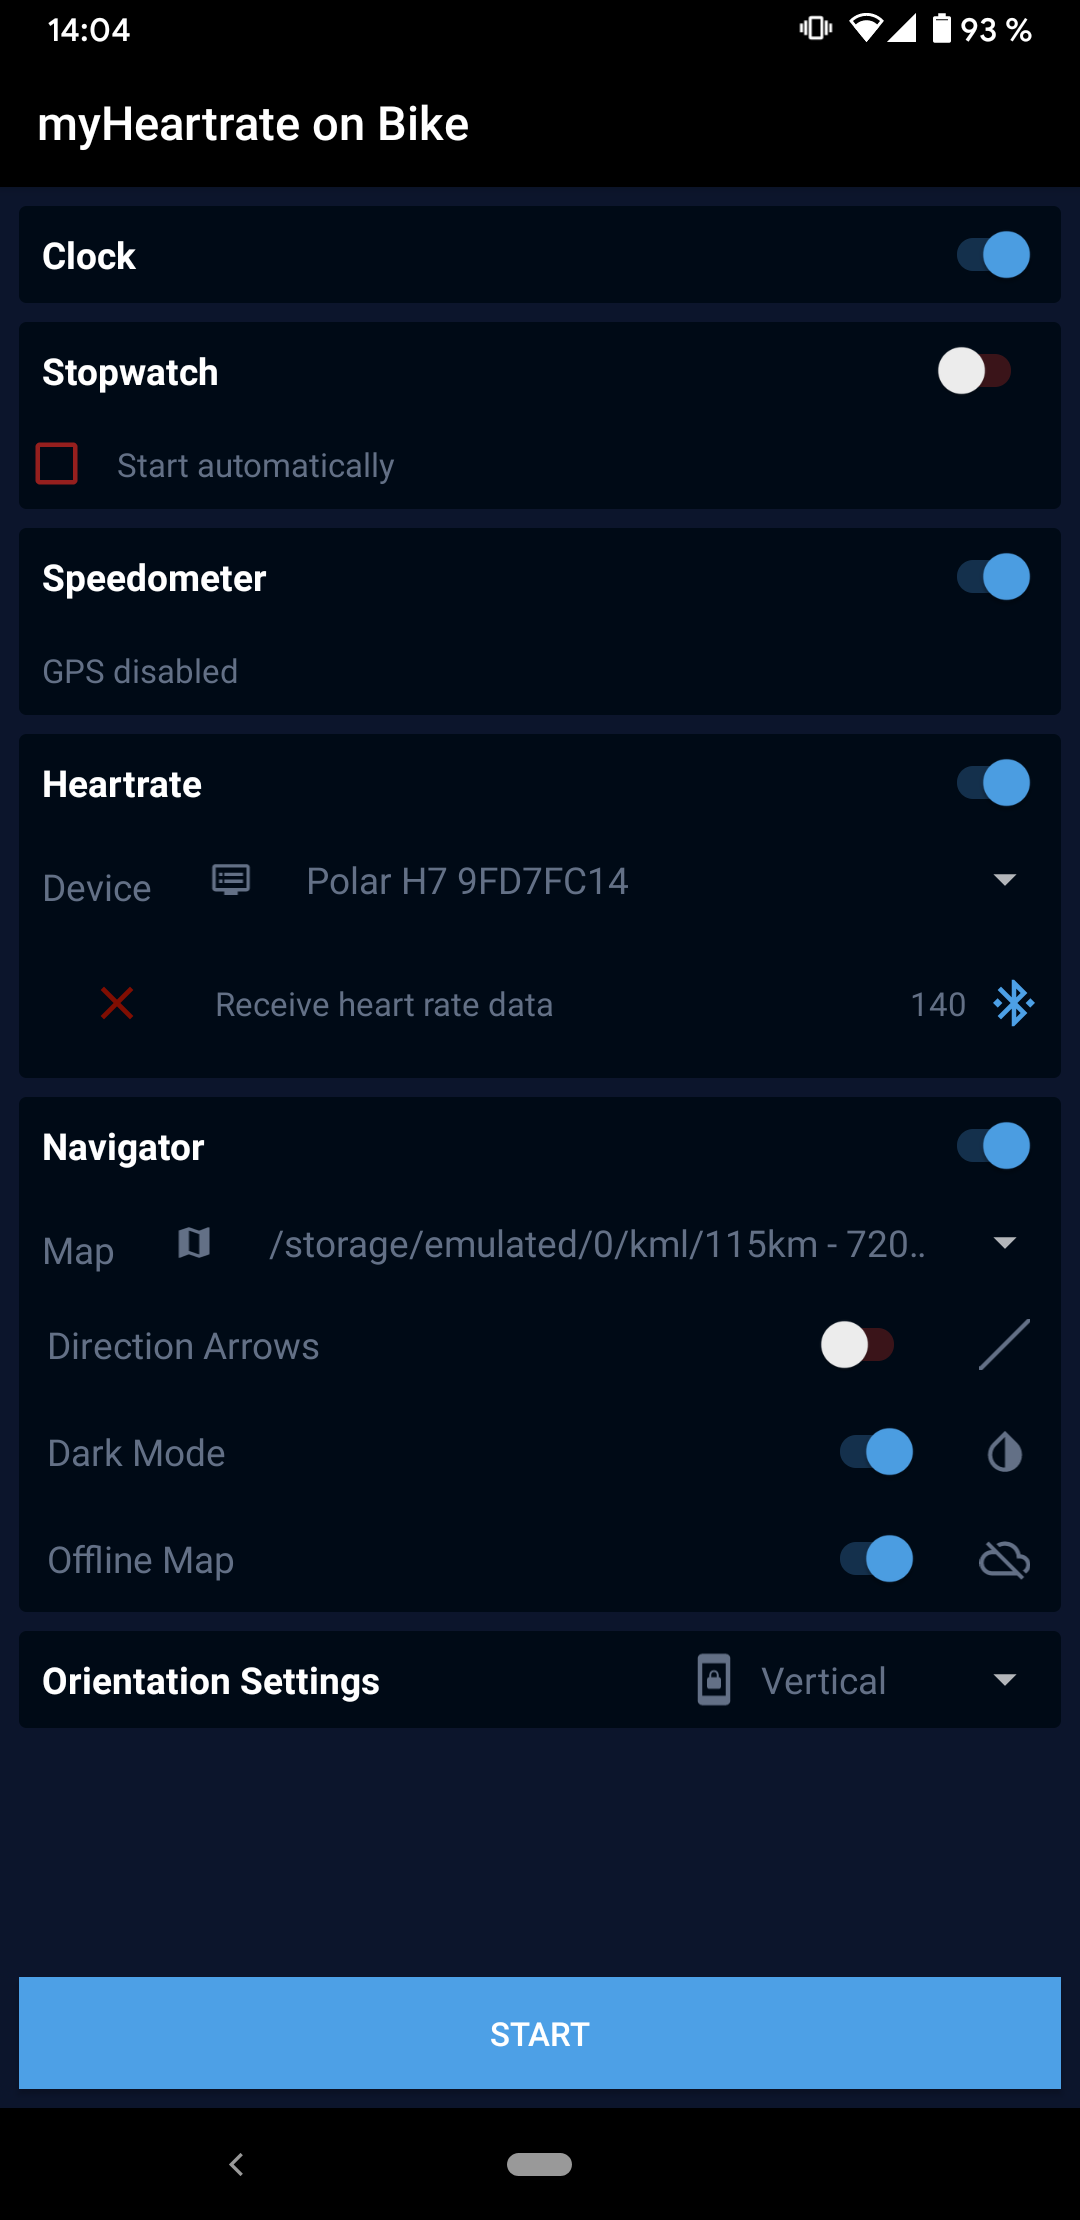 14:04 93 %
myHeartrate on Bike
Clock
Stopwatch
Start automatically
Speedometer
GPS disabled
Heartrate
Device Polar H7 9FD7FC14
Receive heart rate data 140
Navigator
Map /storage/emulated/0/kml/115km - 720..
Direction Arrows
Dark Mode
Offline Map
Orientation Settings Vertical
START